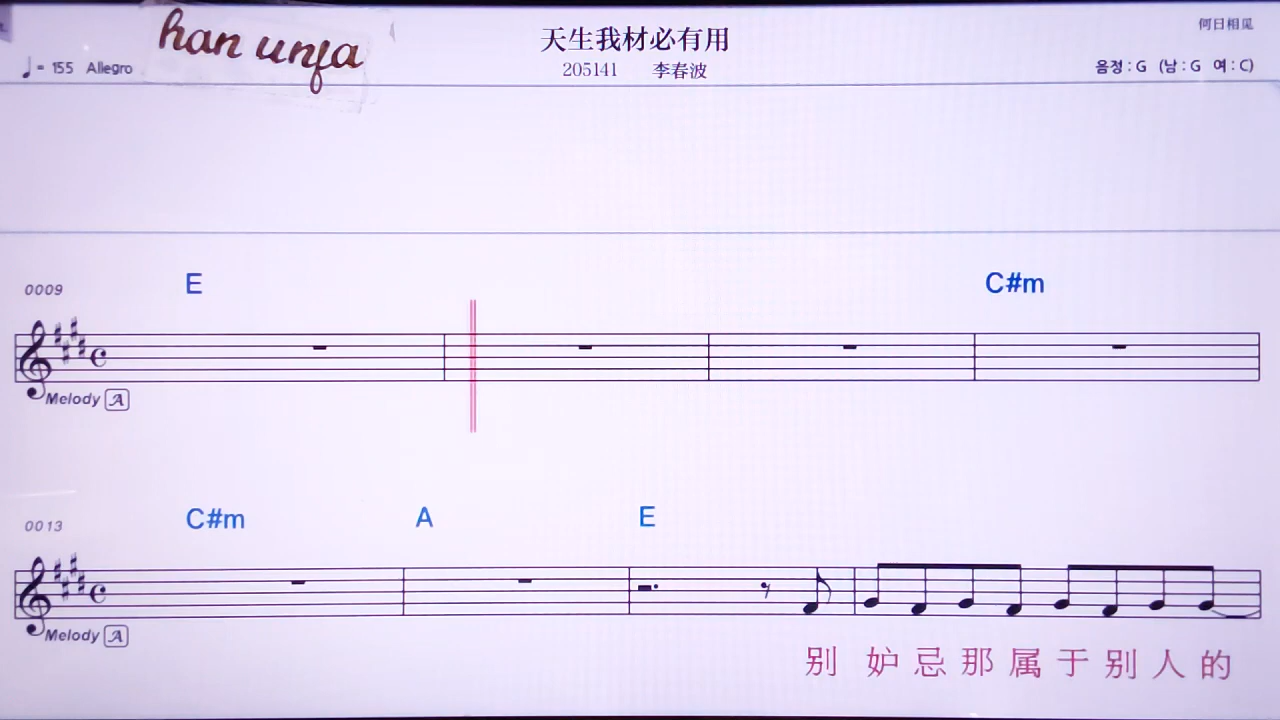 han unfa
天生我材必有用
何日相见
♩= 155 Allegro
205141 李春波
음정 : G (남 : G 여 : C)
0009
E C#m
Melody A
0013
C#m A E
Melody A
别 妒 忌 那 属 于 别 人 的